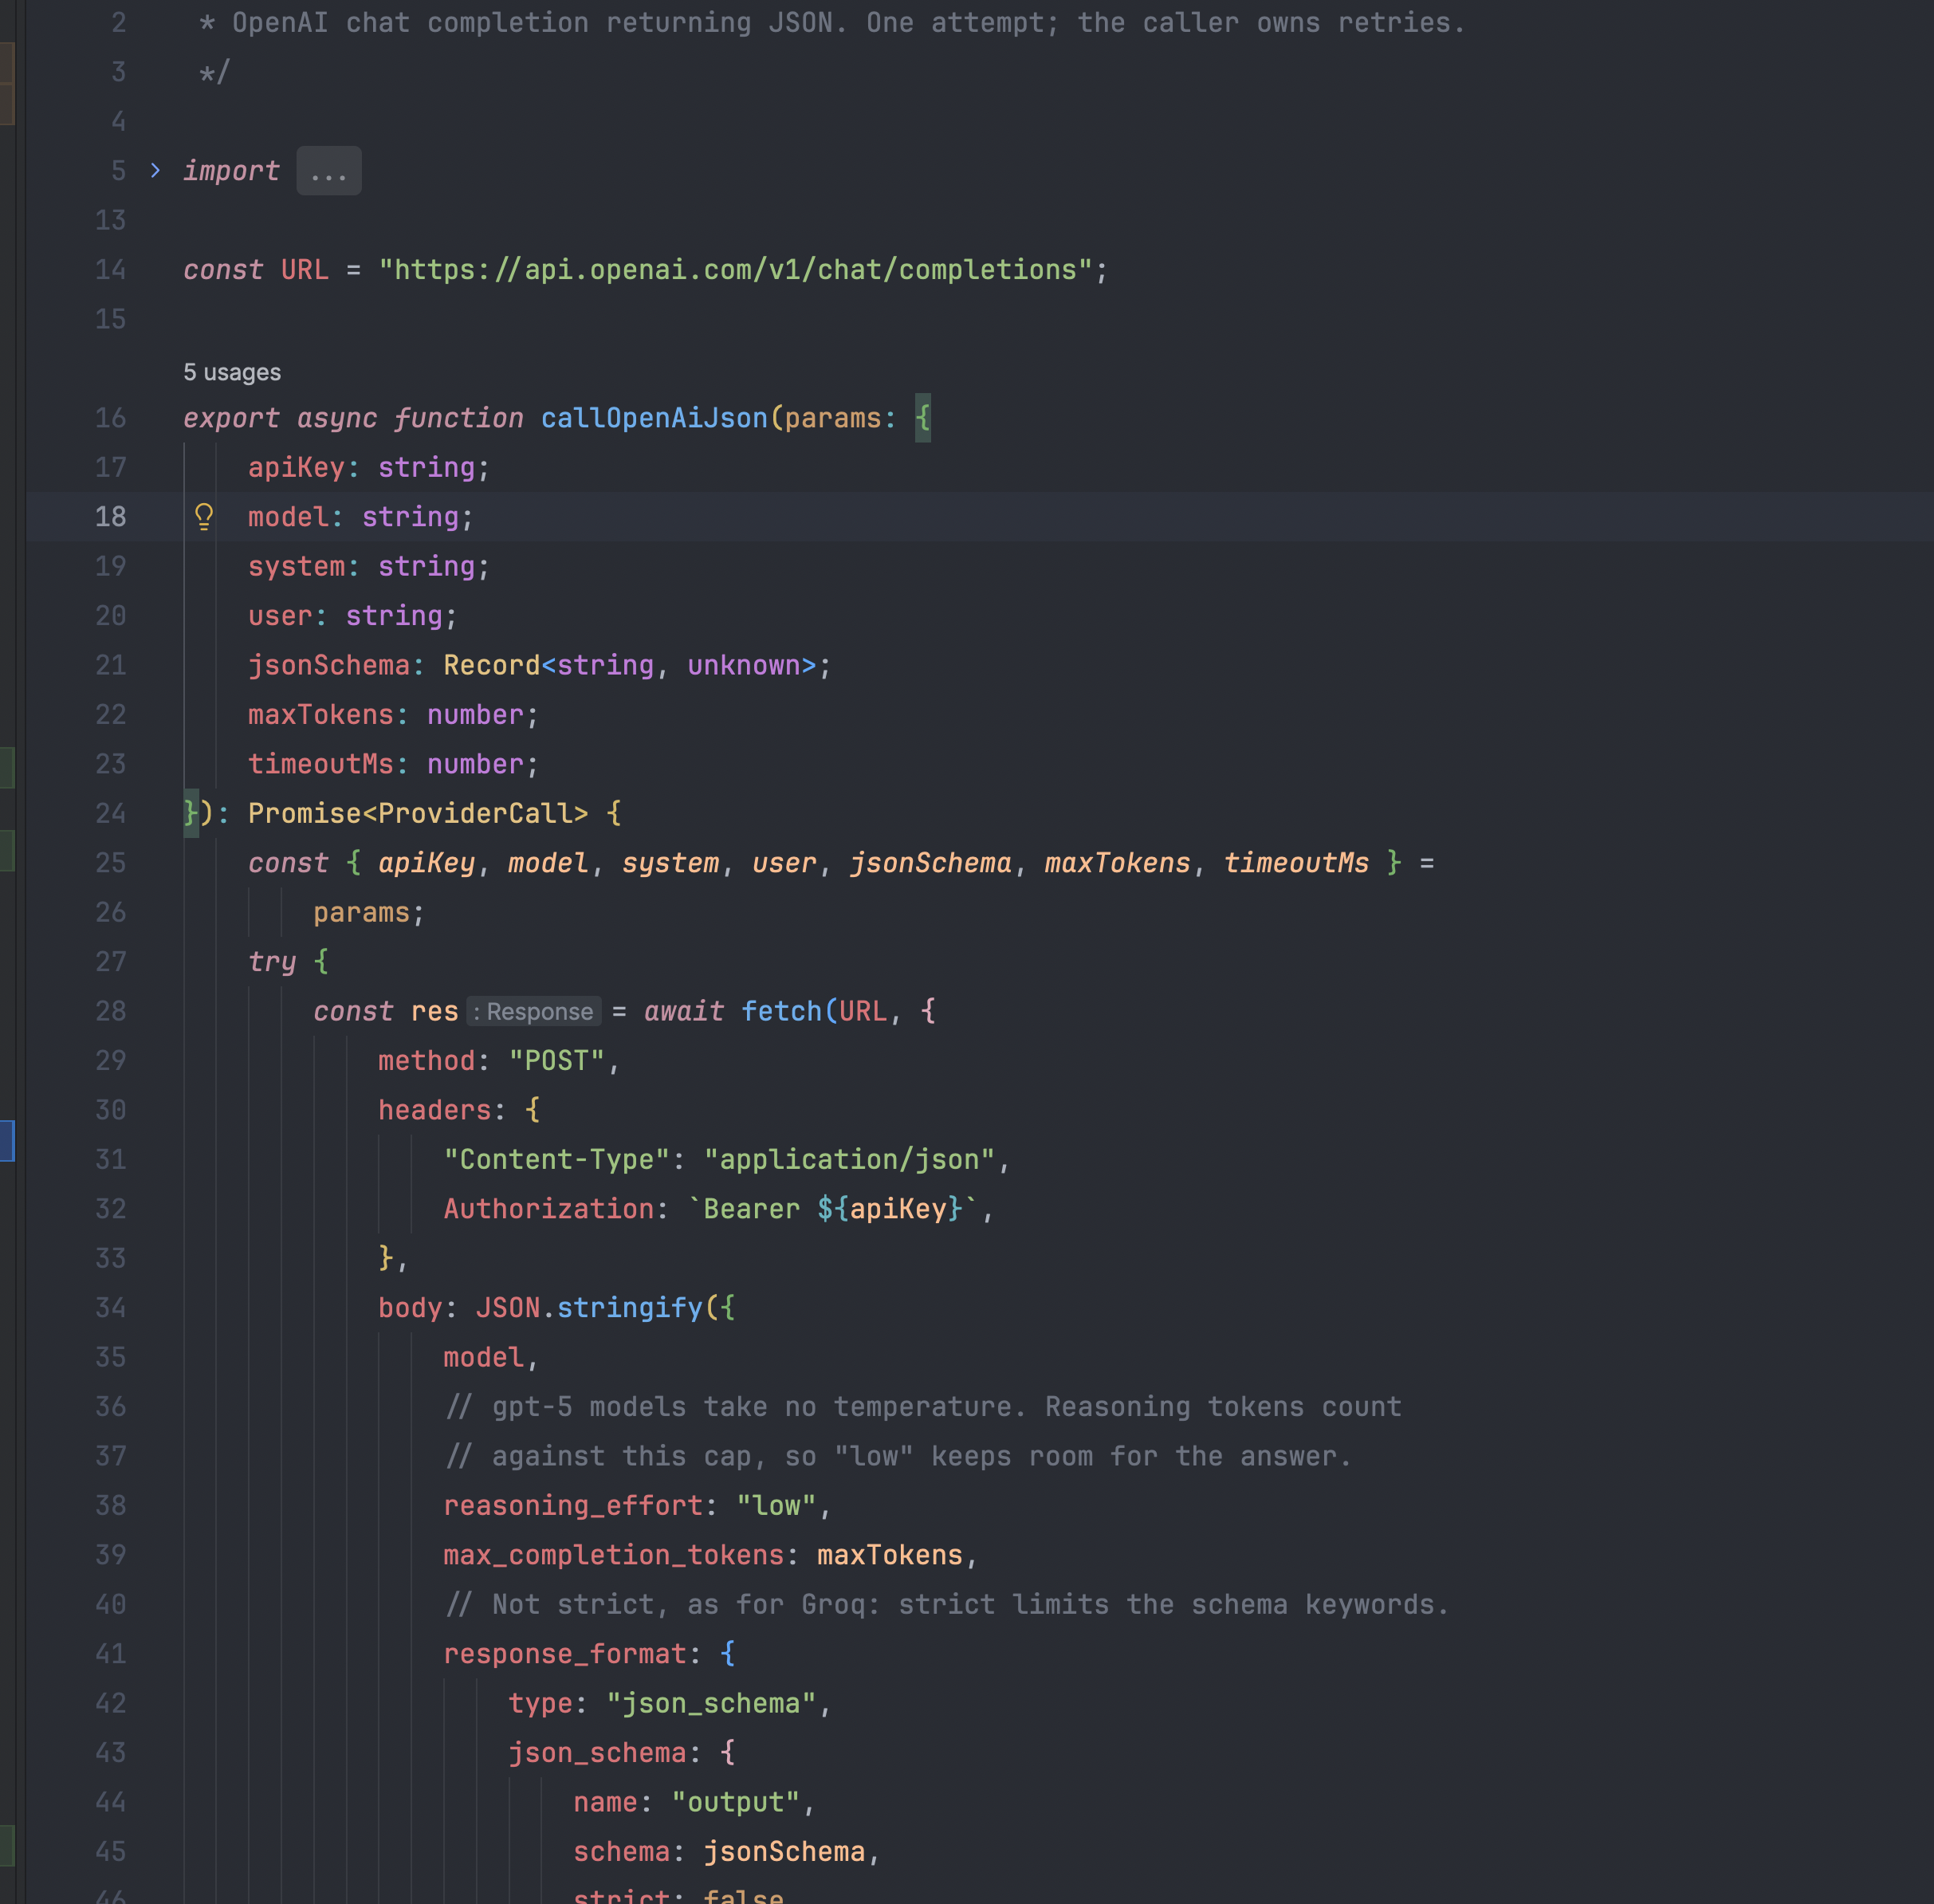 2 * OpenAI chat completion returning JSON. One attempt; the caller owns retries.
3 */
4
5 import ...
13
14 const URL = "https://api.openai.com/v1/chat/completions";
15
5 usages
16 export async function callOpenAiJson(params: {
17 apiKey: string;
18 model: string;
19 system: string;
20 user: string;
21 jsonSchema: Record<string, unknown>;
22 maxTokens: number;
23 timeoutMs: number;
24 }): Promise<ProviderCall> {
25 const { apiKey, model, system, user, jsonSchema, maxTokens, timeoutMs } =
26 params;
27 try {
28 const res : Response = await fetch(URL, {
29 method: "POST",
30 headers: {
31 "Content-Type": "application/json",
32 Authorization: `Bearer ${apiKey}`,
33 },
34 body: JSON.stringify({
35 model,
36 // gpt-5 models take no temperature. Reasoning tokens count
37 // against this cap, so "low" keeps room for the answer.
38 reasoning_effort: "low",
39 max_completion_tokens: maxTokens,
40 // Not strict, as for Groq: strict limits the schema keywords.
41 response_format: {
42 type: "json_schema",
43 json_schema: {
44 name: "output",
45 schema: jsonSchema,
46 strict: false